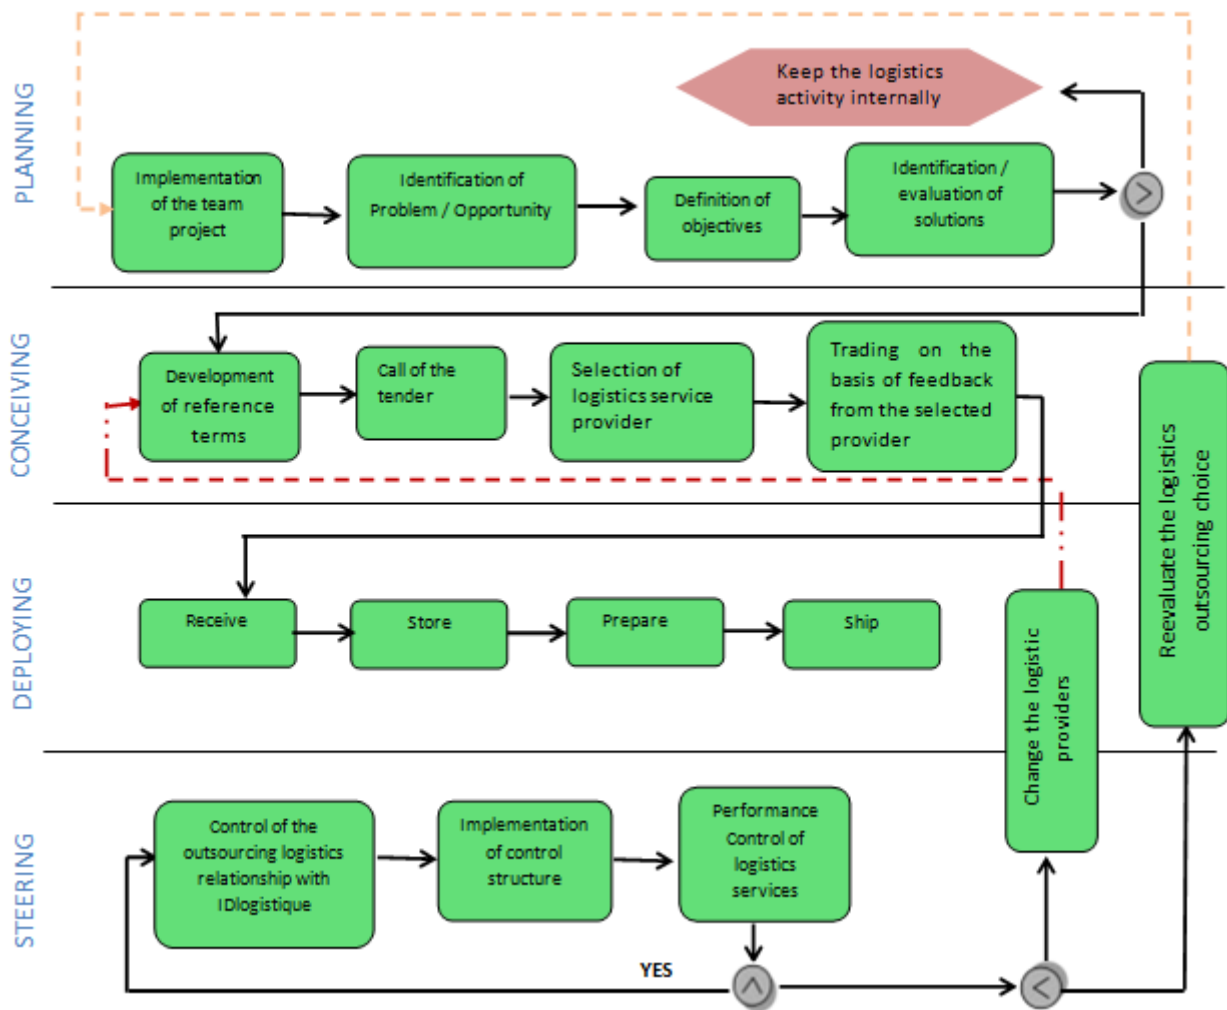 PLANNING
Keep the logistics
activity internally
Implementation
of the team
project
Identification of
Problem / Opportunity
Definition of
objectives
Identification /
evaluation of
solutions
>
CONCEIVING
Development
of reference
terms
Call of the
tender
Selection of
logistics service
provider
Trading on the
basis of feedback
from the selected
provider
Reevaluate the logistics
outsourcing choice
DEPLOYING
Receive
Store
Prepare
Ship
Change the logistic
providers
STEERING
Control of the
outsourcing logistics
relationship with
IDlogistique
Implementation
of control
structure
Performance
Control of
logistics
services
YES
>
<